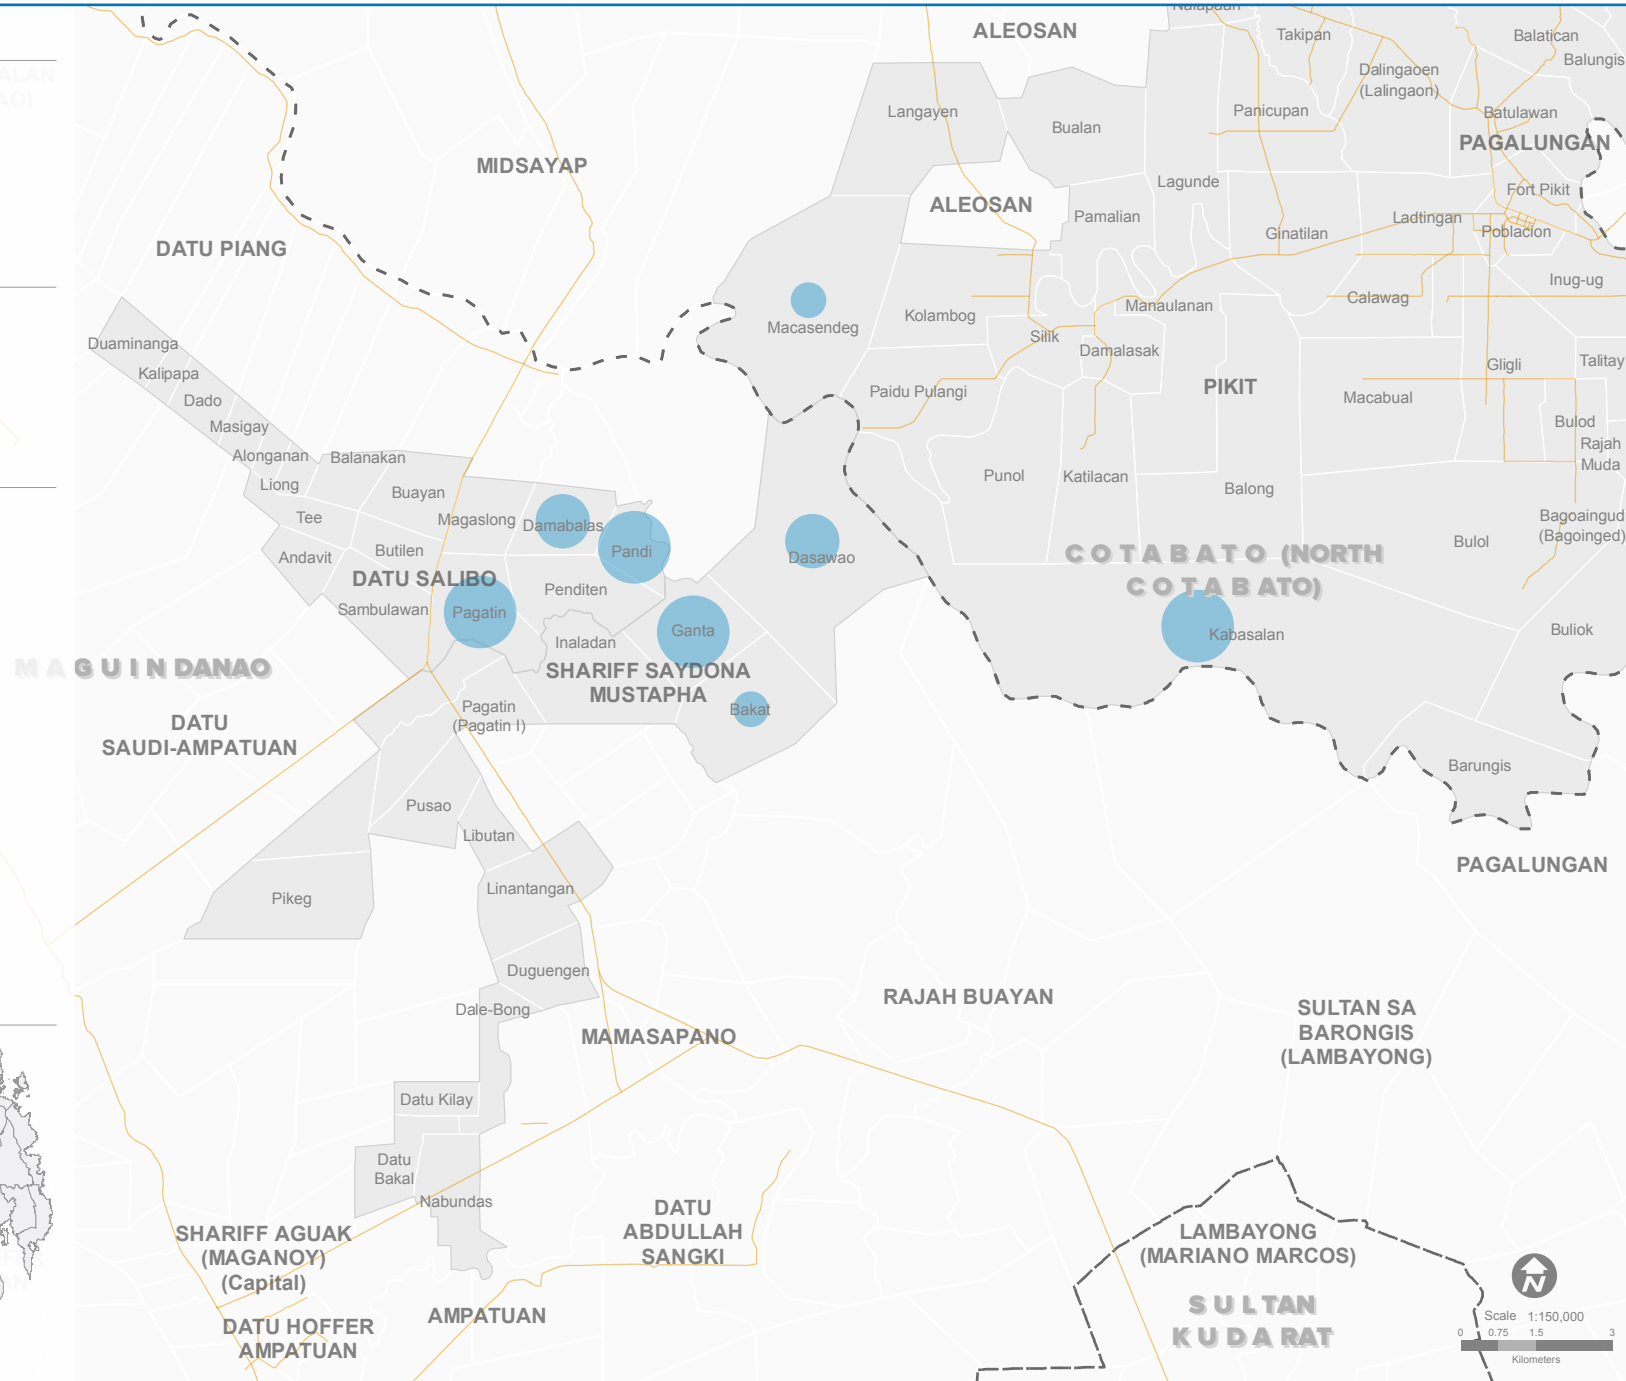 Nalapaan
ALEOSAN
Takipan
Balatican
Balungis
Dalingaoen
(Lalingaon)
Langayen
Bualan
Panicupan
Batulawan
PAGALUNGAN
MIDSAYAP
Lagunde
Fort Pikit
ALEOSAN
Pamalian
Ladtingan
Ginatilan
Poblacion
DATU PIANG
Inug-ug
Calawag
Manaulanan
Kolambog
Macasendeg
Silik
Damalasak
Duaminanga
Gligli
Talitay
Kalipapa
PIKIT
Paidu Pulangi
Macabual
Dado
Masigay
Bulod
Rajah
Muda
Alonganan
Balanakan
Punol
Katilacan
Balong
Liong
Buayan
Tee
Magaslong
Damabalas
Bagoaingud
(Bagoinged)
Bulol
Andavit
Butilen
Pandi
Dasawao
COTABATO (NORTH
COTABATO)
DATU SALIBO
Penditen
Sambulawan
Pagatin
Ganta
Kabasalan
Buliok
Inaladan
MAGUINDANAO
SHARIFF SAYDONA
MUSTAPHA
Pagatin
(Pagatin I)
Bakat
DATU
SAUDI-AMPATUAN
Barungis
Pusao
Libutan
PAGALUNGAN
Linantangan
Pikeg
Duguengen
Dale-Bong
RAJAH BUAYAN
MAMASAPANO
SULTAN SA
BARONGIS
(LAMBAYONG)
Datu Kilay
Datu
Bakal
Nabundas
DATU
ABDULLAH
SANGKI
SHARIFF AGUAK
(MAGANOY)
(Capital)
LAMBAYONG
(MARIANO MARCOS)
AMPATUAN
SULTAN
KUDARAT
DATU HOFFER
AMPATUAN
N
Scale 1:150,000
0 0.75 1.5 3
Kilometers